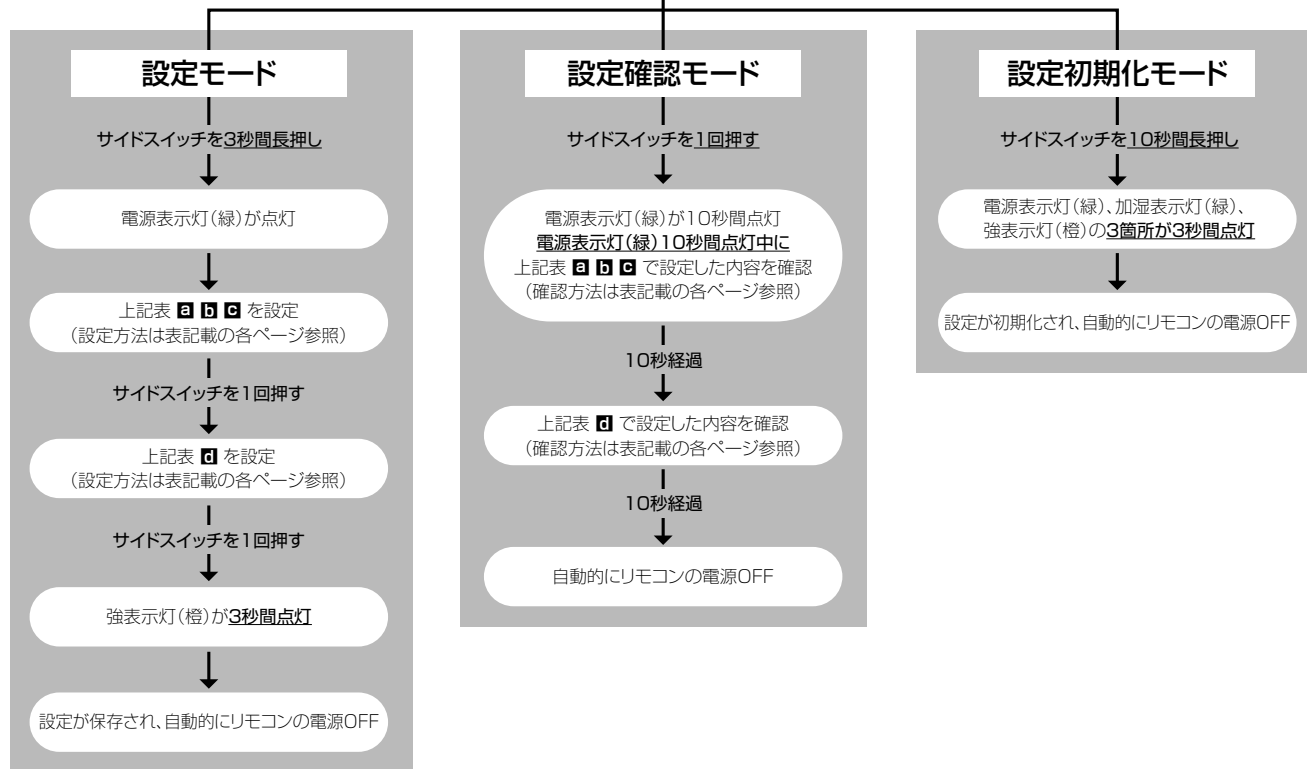 設定モード
サイドスイッチを3秒間長押し
電源表示灯(緑)が点灯
上記表 a b c を設定
(設定方法は表記載の各ページ参照)
サイドスイッチを1回押す
上記表 d を設定
(設定方法は表記載の各ページ参照)
サイドスイッチを1回押す
強表示灯(橙)が3秒間点灯
設定が保存され、自動的にリモコンの電源OFF
設定確認モード
サイドスイッチを1回押す
電源表示灯(緑)が10秒間点灯
電源表示灯(緑)10秒間点灯中に
上記表 a b c で設定した内容を確認
(確認方法は表記載の各ページ参照)
10秒経過
上記表 d で設定した内容を確認
(確認方法は表記載の各ページ参照)
10秒経過
自動的にリモコンの電源OFF
設定初期化モード
サイドスイッチを10秒間長押し
電源表示灯(緑)、加湿表示灯(緑)、
強表示灯(橙)の3箇所が3秒間点灯
設定が初期化され、自動的にリモコンの電源OFF